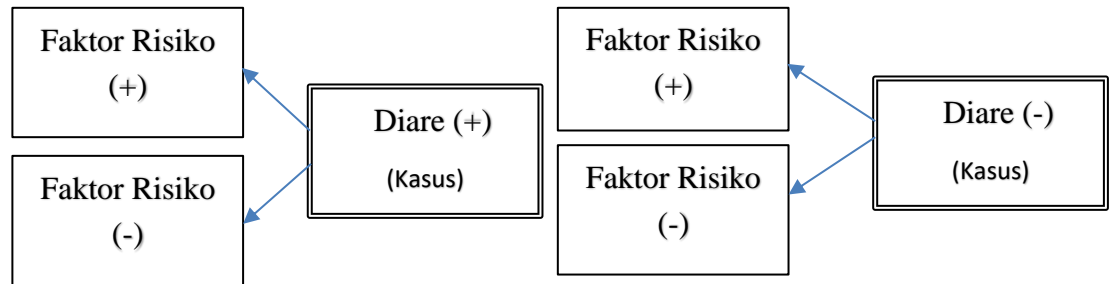 Faktor Risiko
(+)
Diare (+)
(Kasus)
Faktor Risiko
(-)
Faktor Risiko
(+)
Diare (-)
(Kasus)
Faktor Risiko
(-)